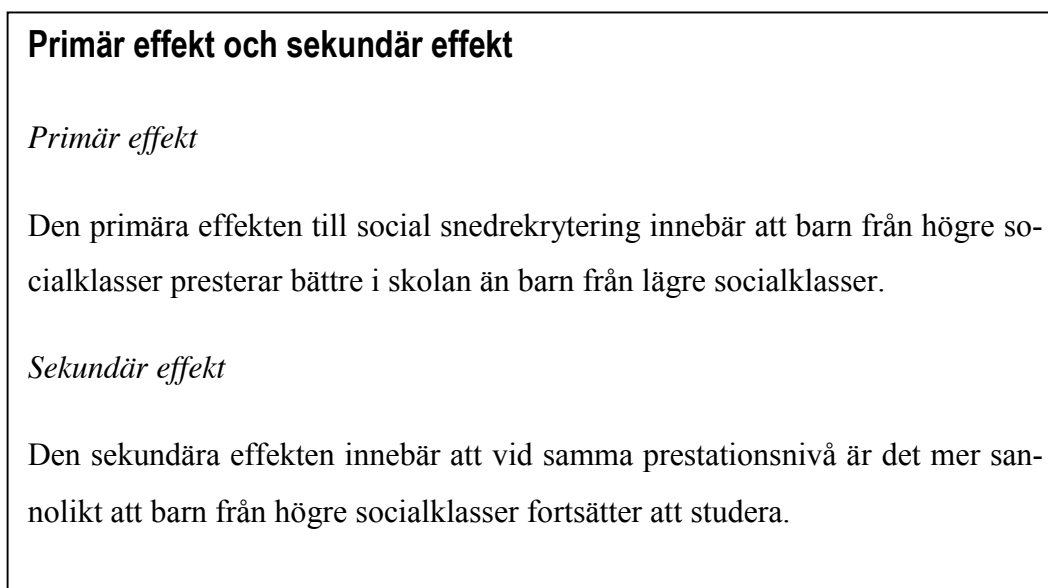 Primär effekt och sekundär effekt
Primär effekt
Den primära effekten till social snedrekrytering innebär att barn från högre so-
cialklasser presterar bättre i skolan än barn från lägre socialklasser.
Sekundär effekt
Den sekundära effekten innebär att vid samma prestationsnivå är det mer san-
nolikt att barn från högre socialklasser fortsätter att studera.